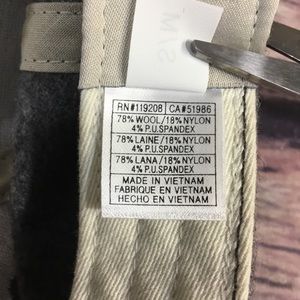 S/M
RN#119208 CA#51986
78% WOOL/18% NYLON
4% P.U.SPANDEX
78% LAINE/18% NYLON
4% P.U.SPANDEX
78% LANA/18% NYLON
4% P.U.SPANDEX
MADE IN VIETNAM
FABRIQUE EN VIETNAM
HECHO EN VIETNAM